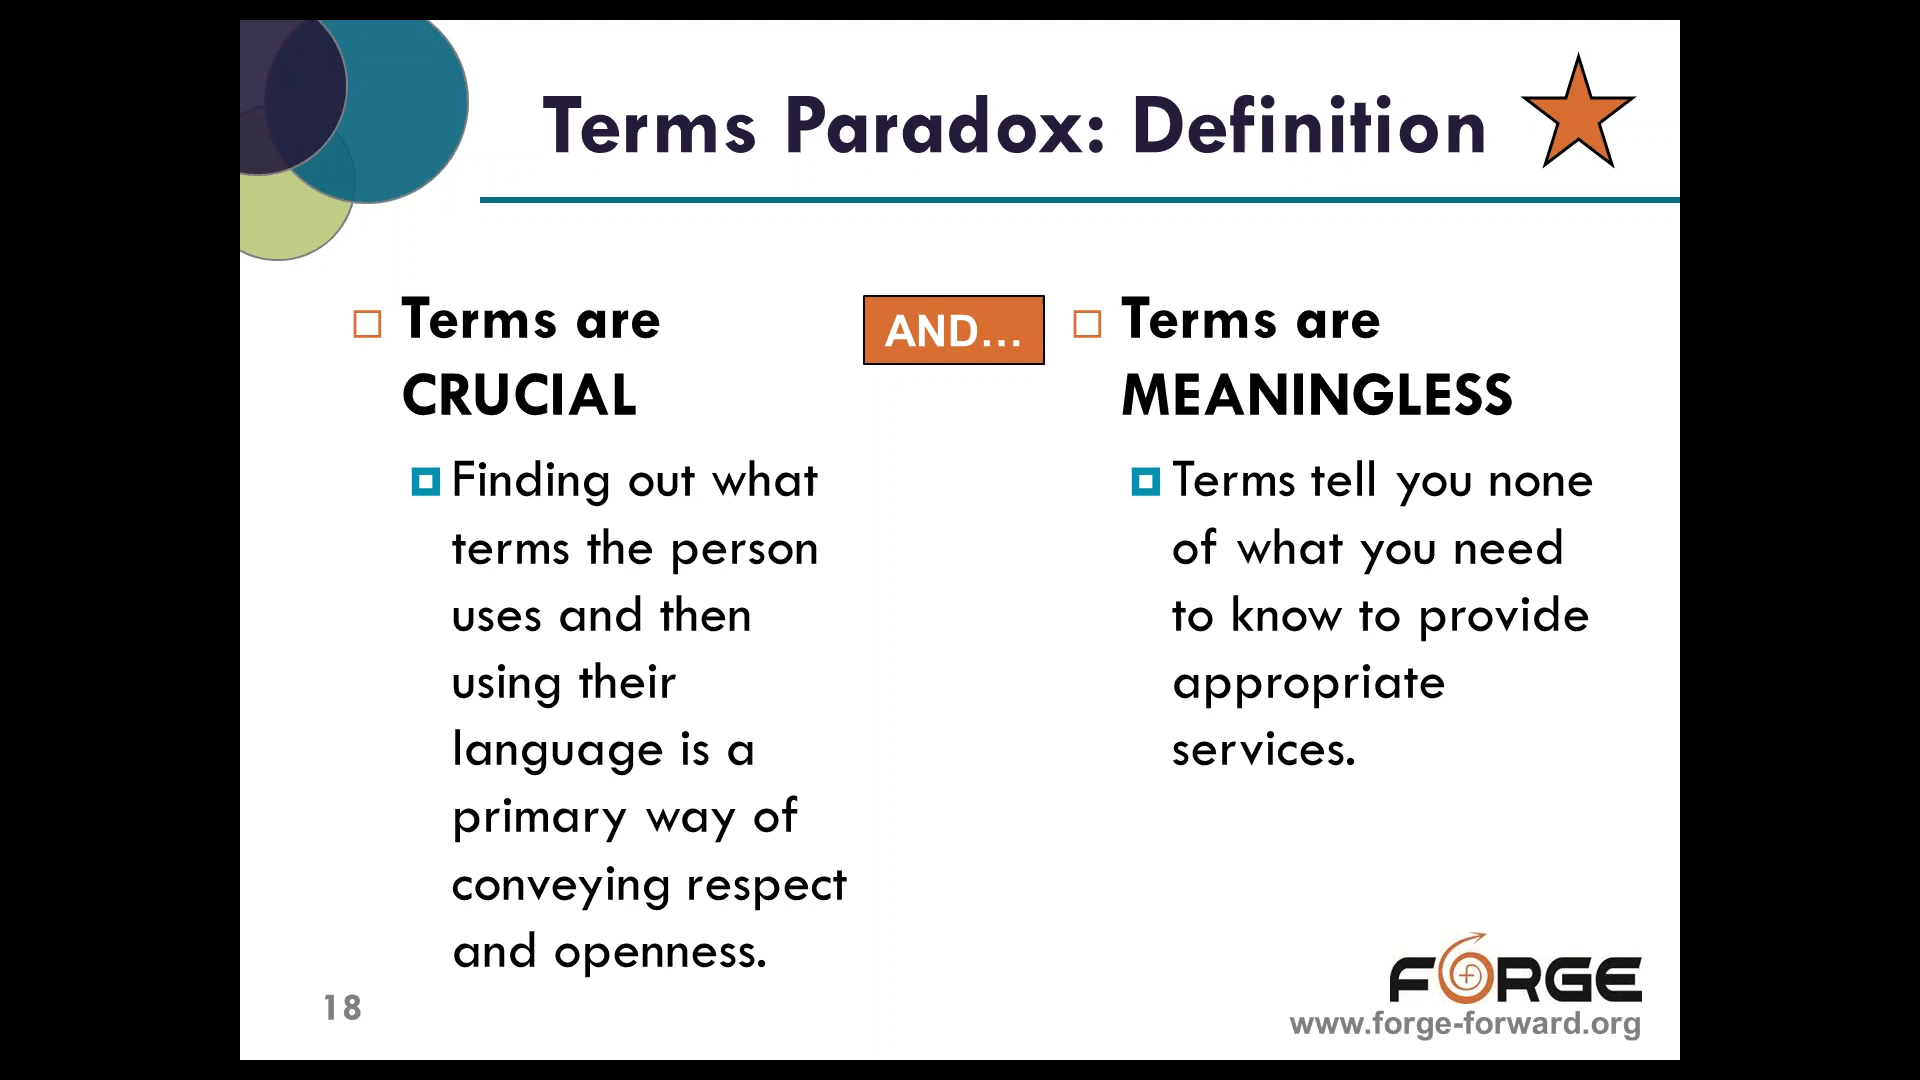 Terms Paradox: Definition
Terms are
CRUCIAL
Finding out what
terms the person
uses and then
using their
language is a
primary way of
conveying respect
and openness.
AND...
Terms are
MEANINGLESS
Terms tell you none
of what you need
to know to provide
appropriate
services.
18
FORGE
www.forge-forward.org